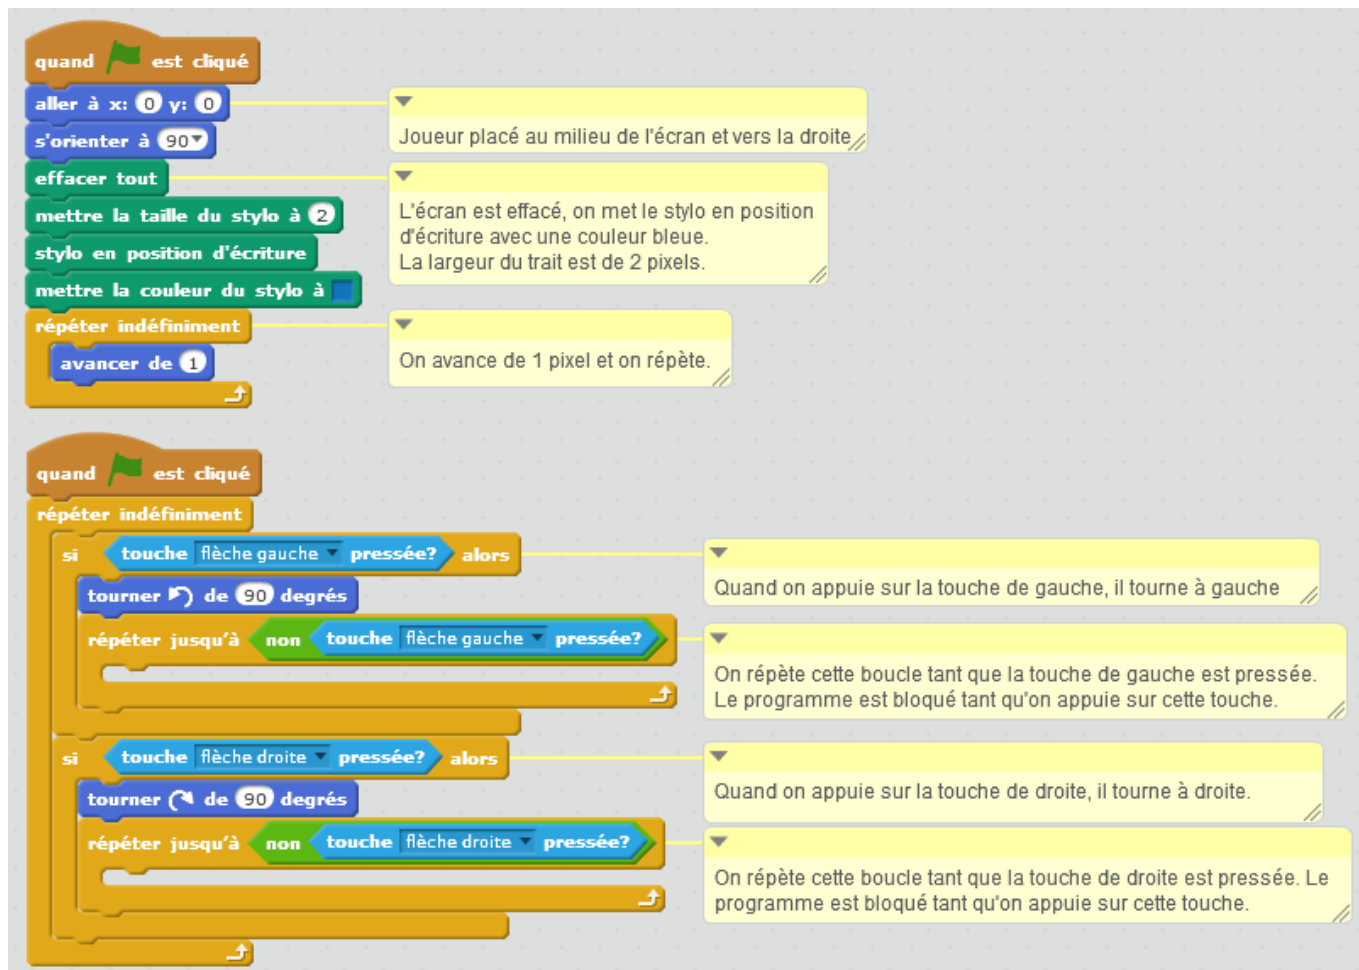 quand est cliqué
aller à x: 0 y: 0
s'orienter à 90
Joueur placé au milieu de l'écran et vers la droite
effacer tout
mettre la taille du stylo à 2
stylo en position d'écriture
mettre la couleur du stylo à
L'écran est effacé, on met le stylo en position
d'écriture avec une couleur bleue.
La largeur du trait est de 2 pixels.
répéter indéfiniment
avancer de 1
On avance de 1 pixel et on répète.
quand est cliqué
répéter indéfiniment
si touche flèche gauche pressée? alors
tourner de 90 degrés
Quand on appuie sur la touche de gauche, il tourne à gauche
répéter jusqu'à non touche flèche gauche pressée?
On répète cette boucle tant que la touche de gauche est pressée.
Le programme est bloqué tant qu'on appuie sur cette touche.
si touche flèche droite pressée? alors
tourner de 90 degrés
Quand on appuie sur la touche de droite, il tourne à droite.
répéter jusqu'à non touche flèche droite pressée?
On répète cette boucle tant que la touche de droite est pressée. Le
programme est bloqué tant qu'on appuie sur cette touche.